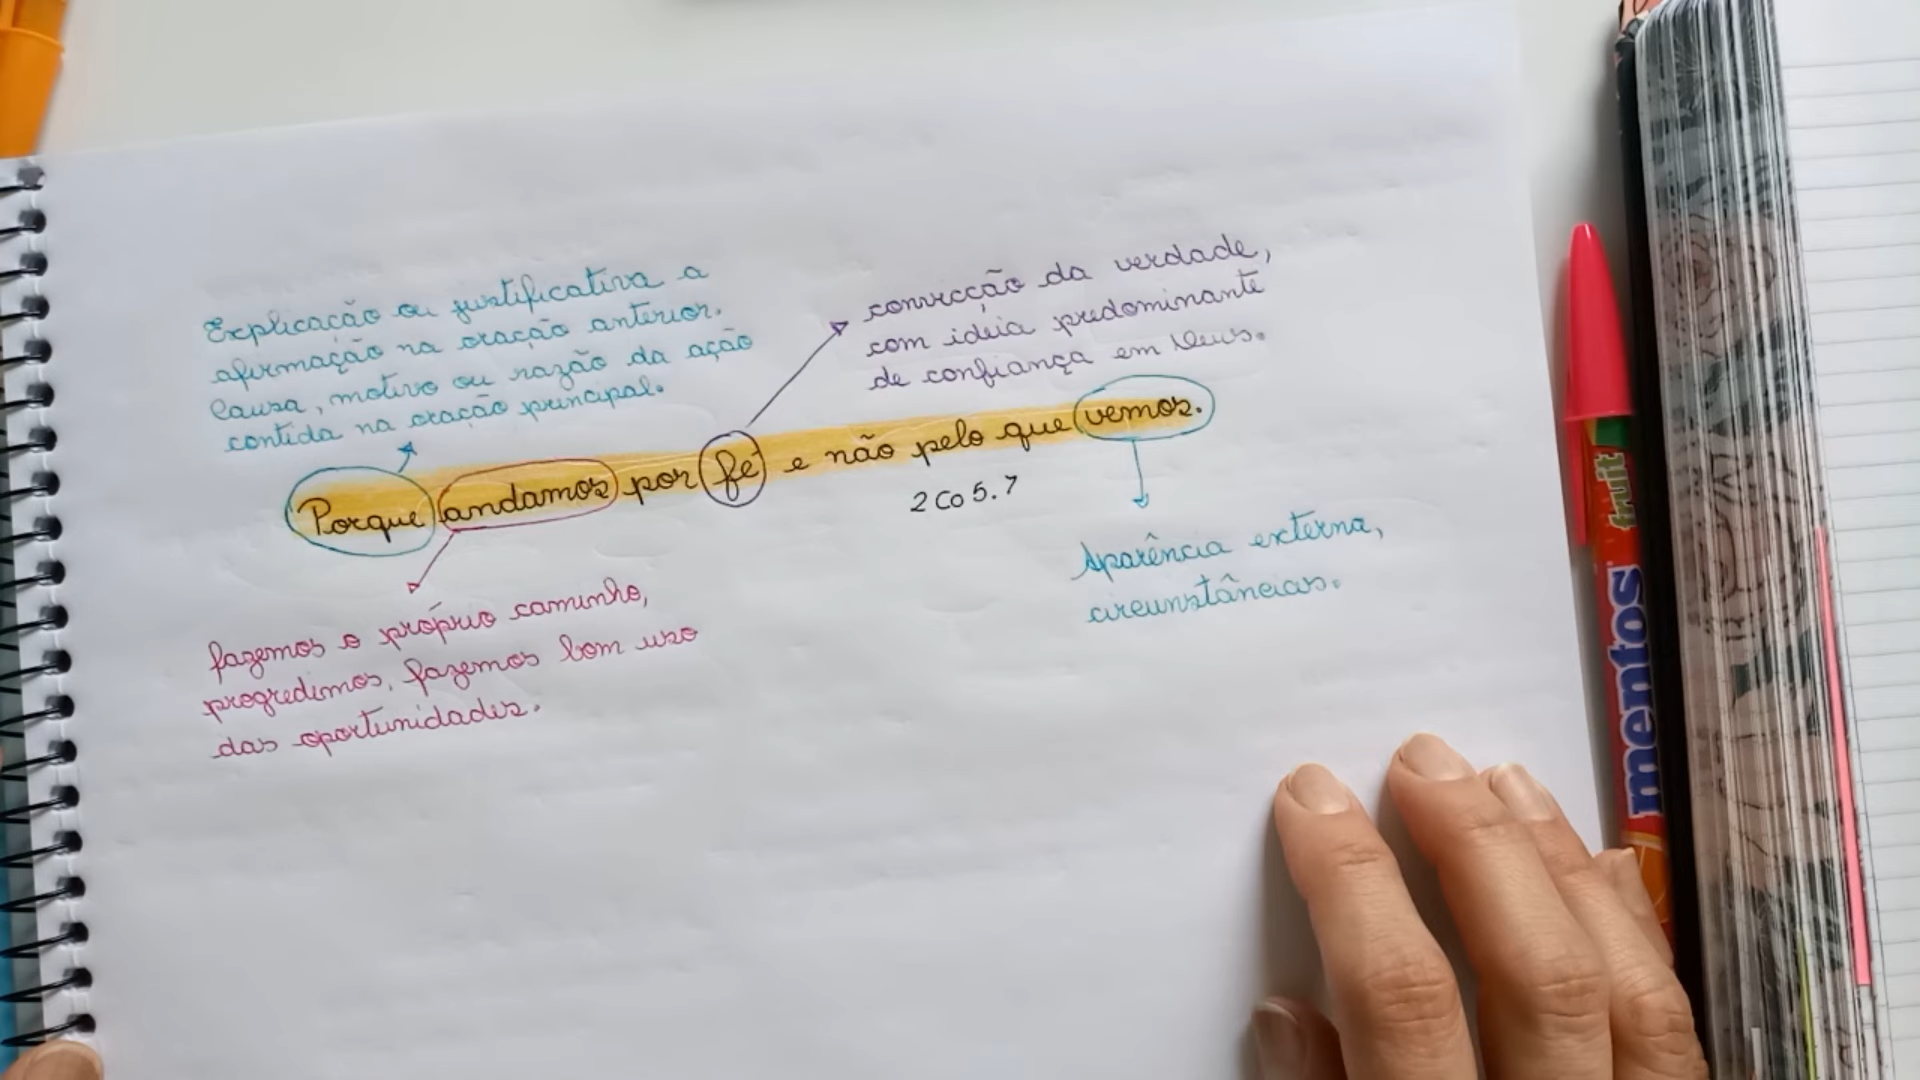 Explicação ou justificativa a
afirmação na oração anterior.
Causa, motivo ou razão da ação
contida na oração principal.
convicção da verdade,
com ideia predominante
de confiança em Deus.
Porque andamos por fé e não pelo que vemos.
2 Co 5.7
fazemos o próprio caminho,
progredimos, fazemos bom uso
das oportunidades.
Aparência externa,
circunstâncias.
fruit
mentos